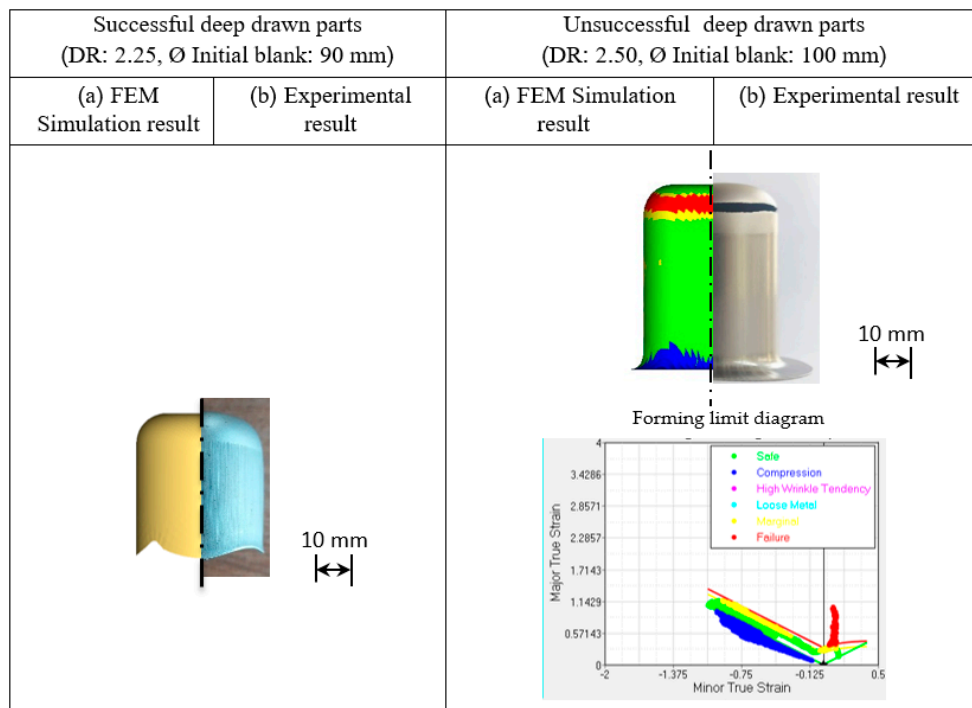 Successful deep drawn parts
(DR: 2.25, Ø Initial blank: 90 mm)
Unsuccessful deep drawn parts
(DR: 2.50, Ø Initial blank: 100 mm)
(a) FEM
Simulation result
(b) Experimental
result
(a) FEM Simulation
result
(b) Experimental result
10 mm
10 mm
Forming limit diagram
Major True Strain
4
3.4286
2.8571
2.2857
1.7143
1.1429
0.57143
0
Safe
Compression
High Wrinkle Tendency
Loose Metal
Marginal
Failure
-2
-1.375
-0.75
-0.125
0.5
Minor True Strain